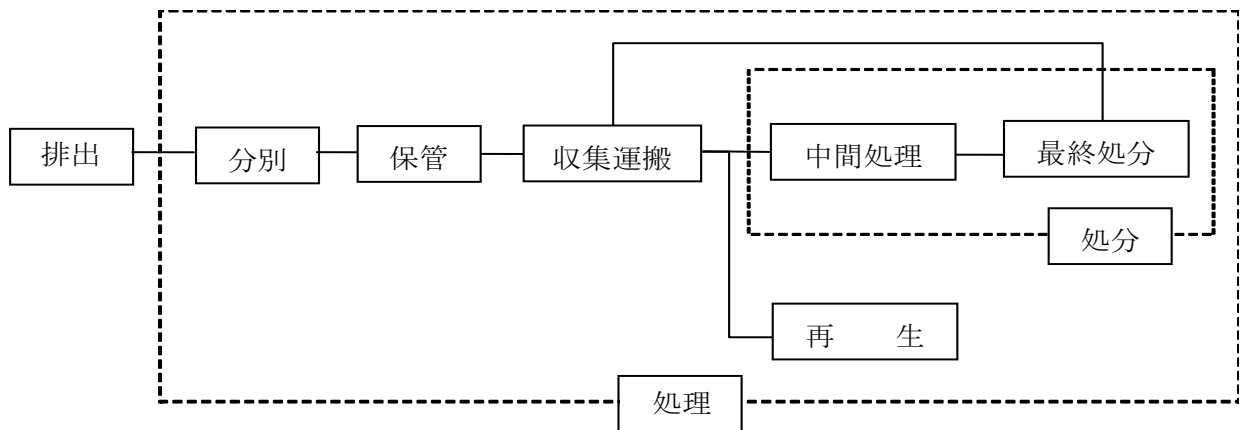 排出
分別
保管
収集運搬
中間処理
最終処分
処分
再　　生
処理